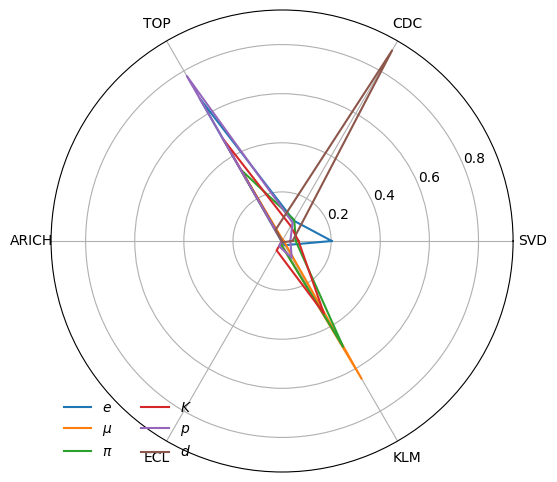 TOP CDC
0.8
0.6
0.4
0.2
ARICH SVD
e K
μ p
π d
ECL KLM